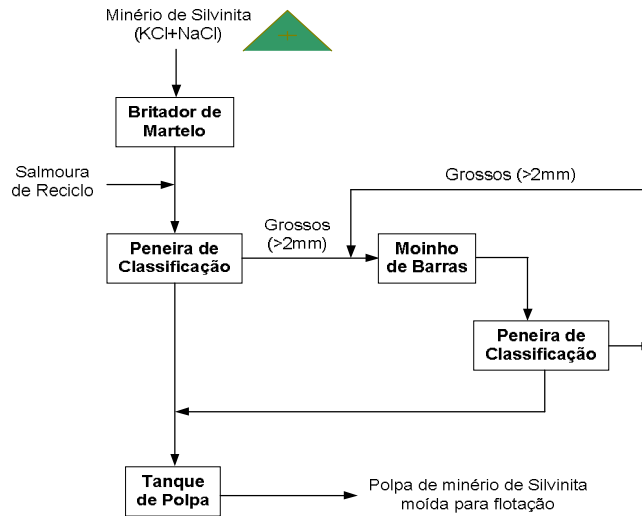 Minério de Silvinita
(KCl+NaCl)
Britador de
Martelo
Salmoura
de Reciclo
Grossos (>2mm)
Grossos
(>2mm)
Peneira de
Classificação
Moinho
de Barras
Peneira de
Classificação
Tanque
de Polpa
Polpa de minério de Silvinita
moída para flotação